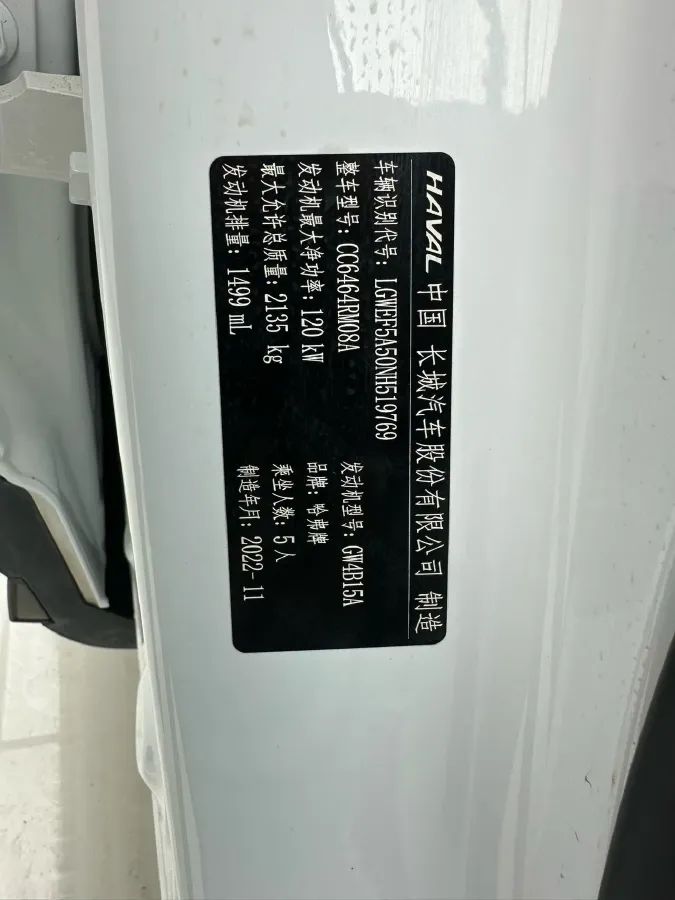 HAVAL 中国 长城汽车股份有限公司 制造
车辆识别代号: LGWEF5A50NH519769
整车型号: CC6464RM08A 发动机型号: GW4B15A
发动机最大净功率: 120 kW 品牌: 哈弗牌
最大允许总质量: 2135 kg 乘坐人数: 5 人
发动机排量: 1499 mL 制造年月: 2022-11